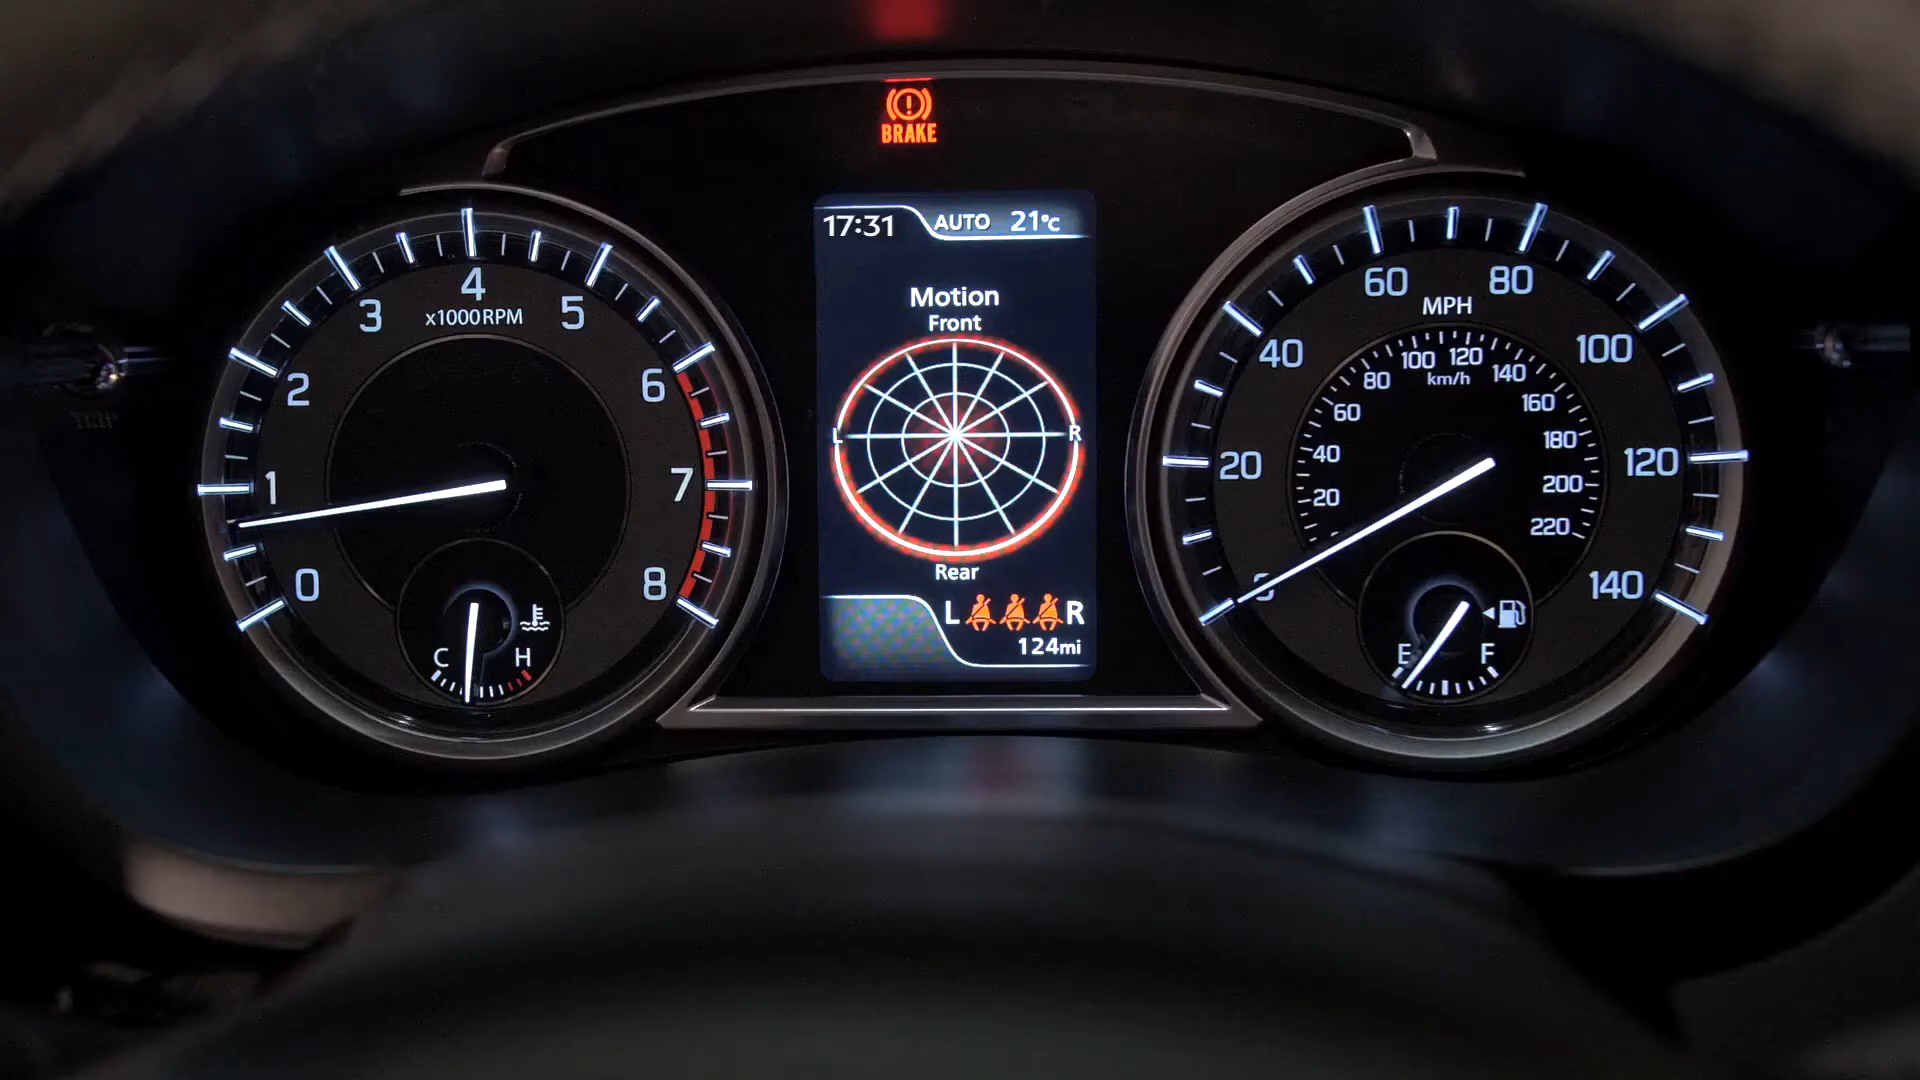 BRAKE
17:31 AUTO 21°C
Motion
Front
L R
Rear
L R
124mi
0 1 2 3 4 5 6 7 8
x1000RPM
C H
20 40 60 80 100 120 140
MPH
20 40 60 80 100 120 140 160 180 200 220
km/h
E F